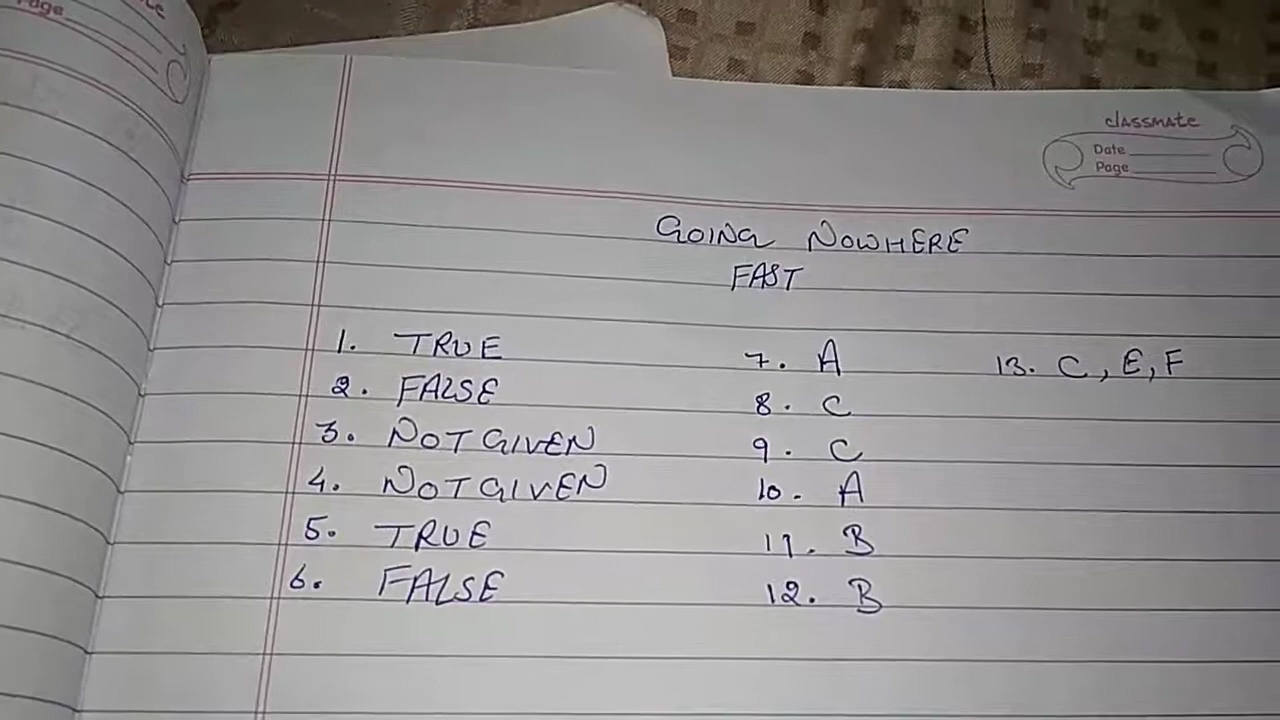 Page
classmate
Date
Page
GOING NOWHERE
FAST
1. TRUE
2. FALSE
3. NOT GIVEN
4. NOT GIVEN
5. TRUE
6. FALSE
7. A
8. C
9. C
10. A
11. B
12. B
13. C, E, F